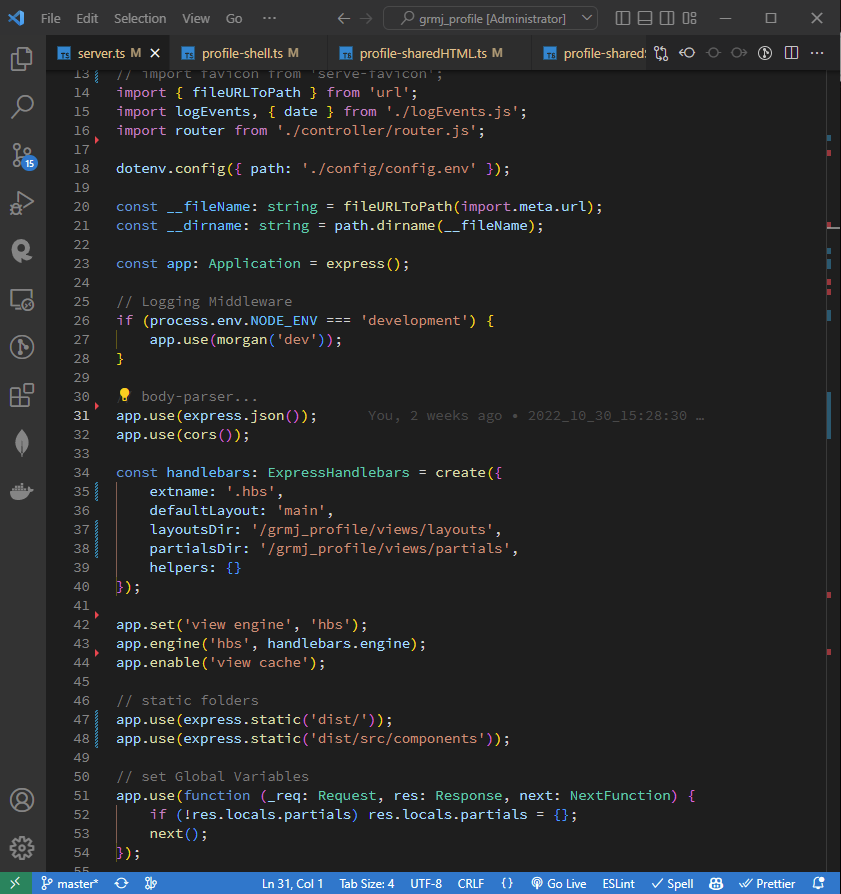 File Edit Selection View Go ··· grmj_profile [Administrator]
TS server.ts M TS profile-shell.ts M TS profile-sharedHTML.ts M TS profile-shared
13 // import favicon from 'serve-favicon';
14 import { fileURLToPath } from 'url';
15 import logEvents, { date } from './logEvents.js';
16 import router from './controller/router.js';
17
18 dotenv.config({ path: './config/config.env' });
19
20 const __fileName: string = fileURLToPath(import.meta.url);
21 const __dirname: string = path.dirname(__fileName);
22
23 const app: Application = express();
24
25 // Logging Middleware
26 if (process.env.NODE_ENV === 'development') {
27 app.use(morgan('dev'));
28 }
29
30 body-parser...
31 app.use(express.json()); You, 2 weeks ago • 2022_10_30_15:28:30 …
32 app.use(cors());
33
34 const handlebars: ExpressHandlebars = create({
35 extname: '.hbs',
36 defaultLayout: 'main',
37 layoutsDir: '/grmj_profile/views/layouts',
38 partialsDir: '/grmj_profile/views/partials',
39 helpers: {}
40 });
41
42 app.set('view engine', 'hbs');
43 app.engine('hbs', handlebars.engine);
44 app.enable('view cache');
45
46 // static folders
47 app.use(express.static('dist/'));
48 app.use(express.static('dist/src/components'));
49
50 // set Global Variables
51 app.use(function (_req: Request, res: Response, next: NextFunction) {
52 if (!res.locals.partials) res.locals.partials = {};
53 next();
54 });
55
15
master* Ln 31, Col 1 Tab Size: 4 UTF-8 CRLF {} Go Live ESLint Spell Prettier